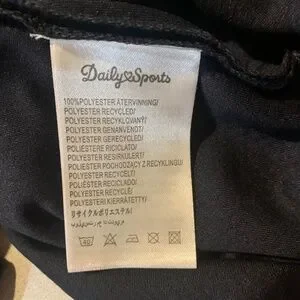 Daily Sports
100%POLYESTER ÅTERVINNING/
POLYESTER RECYCLED/
POLYESTER RECYKLOVANÝ/
POLYESTER GENANVENDT/
POLYESTER GERECYCLED/
POLIESTERE RICICLATO/
POLYESTER RESIRKULERT/
POLIESTER POCHODZĄCY Z RECYKLINGU/
POLYESTER RECYCELT/
POLIÉSTER RECICLADO/
POLYESTER RECYCLÉ/
POLYESTERI KIERRÄTETTY/
リサイクルポリエステル/
40